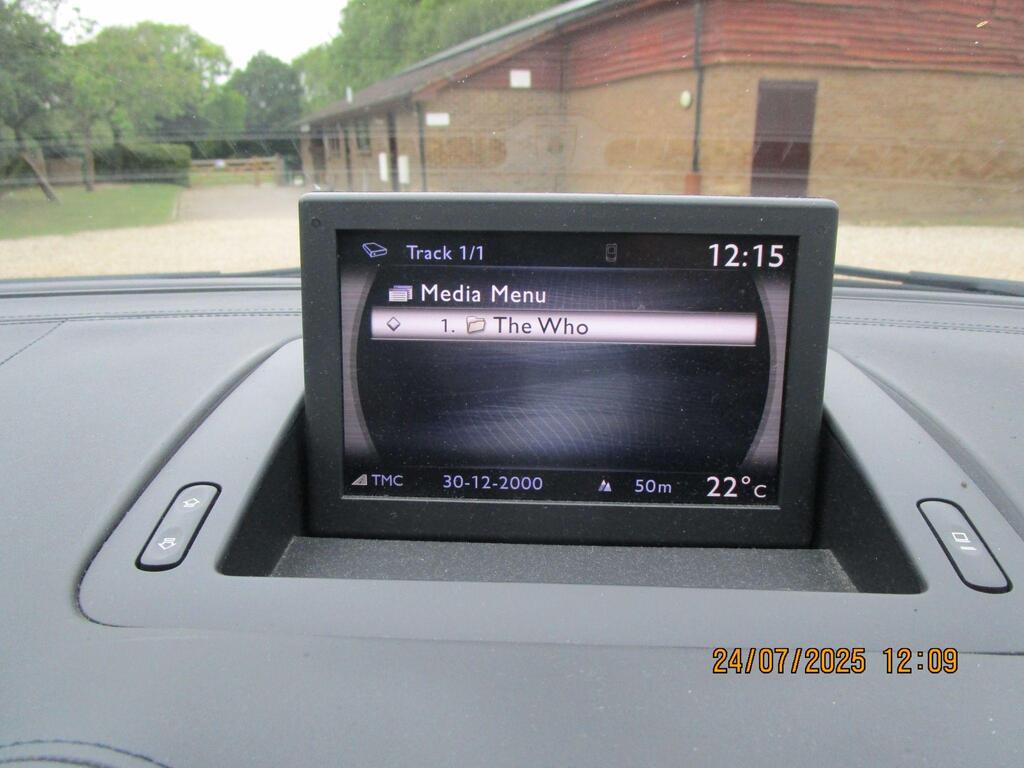 Track 1/1
12:15
Media Menu
1. The Who
TMC 30-12-2000 50m 22°C
24/07/2025 12:09